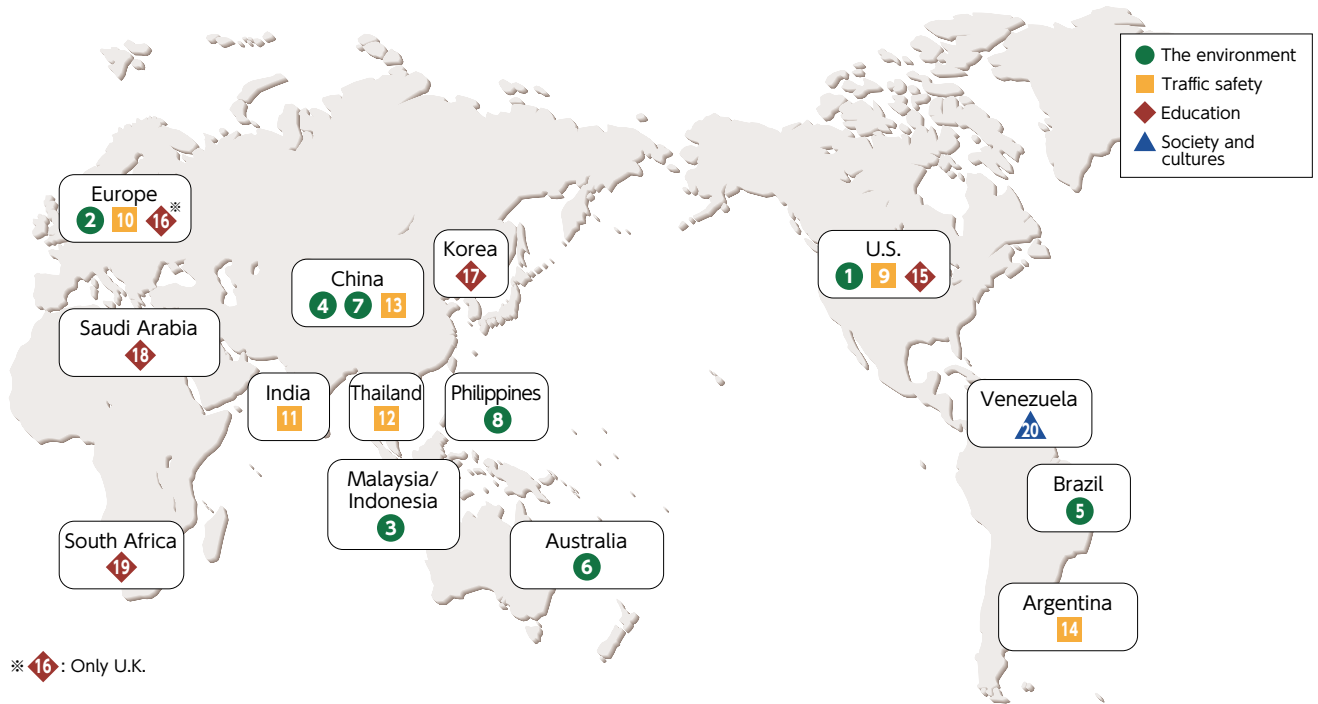 The environment
Traffic safety
Education
Society and
cultures
Europe
※
2 10 16
Korea
17
China
4 7 13
U.S.
1 9 15
Saudi Arabia
18
India
11
Thailand
12
Philippines
8
Venezuela
20
Malaysia/
Indonesia
3
Brazil
5
South Africa
19
Australia
6
Argentina
14
※ 16 : Only U.K.